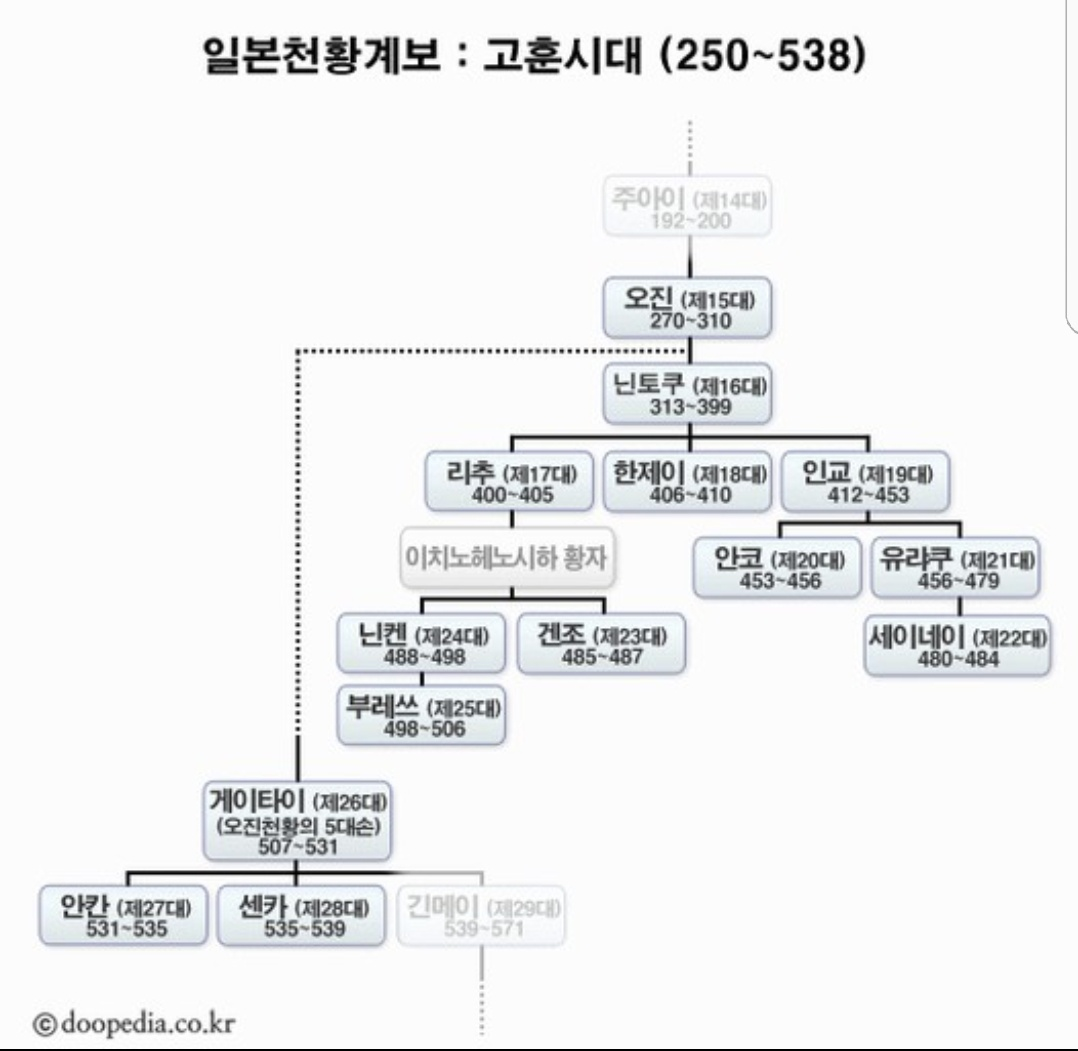 일본천황계보 : 고훈시대 (250~538)
주아이 (제14대)
192~200
오진 (제15대)
270~310
닌토쿠 (제16대)
313~399
리추 (제17대)
400~405
한제이 (제18대)
406~410
인교 (제19대)
412~453
이치노헤노시하 황자
안코 (제20대)
453~456
유랴쿠 (제21대)
456~479
닌켄 (제24대)
488~498
겐조 (제23대)
485~487
세이네이 (제22대)
480~484
부레쓰 (제25대)
498~506
게이타이 (제26대)
(오진천황의 5대손)
507~531
안칸 (제27대)
531~535
센카 (제28대)
535~539
긴메이 (제29대)
539~571
©doopedia.co.kr